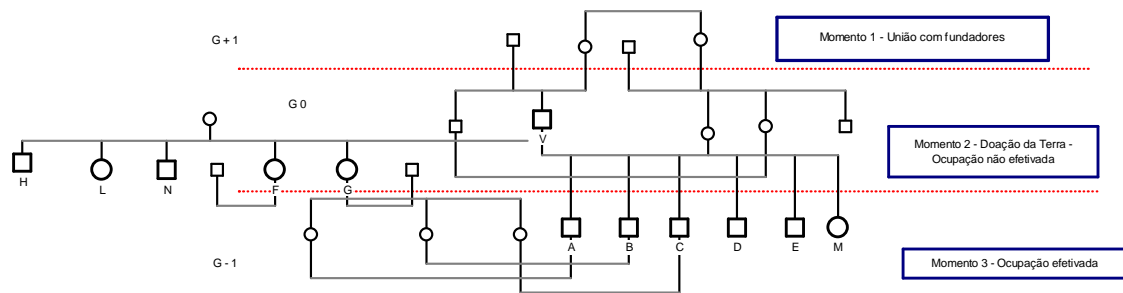 G + 1
Momento 1 - União com fundadores
G 0
V
Momento 2 - Doação da Terra -
Ocupação não efetivada
H
L
N
F
G
A
B
C
D
E
M
G - 1
Momento 3 - Ocupação efetivada